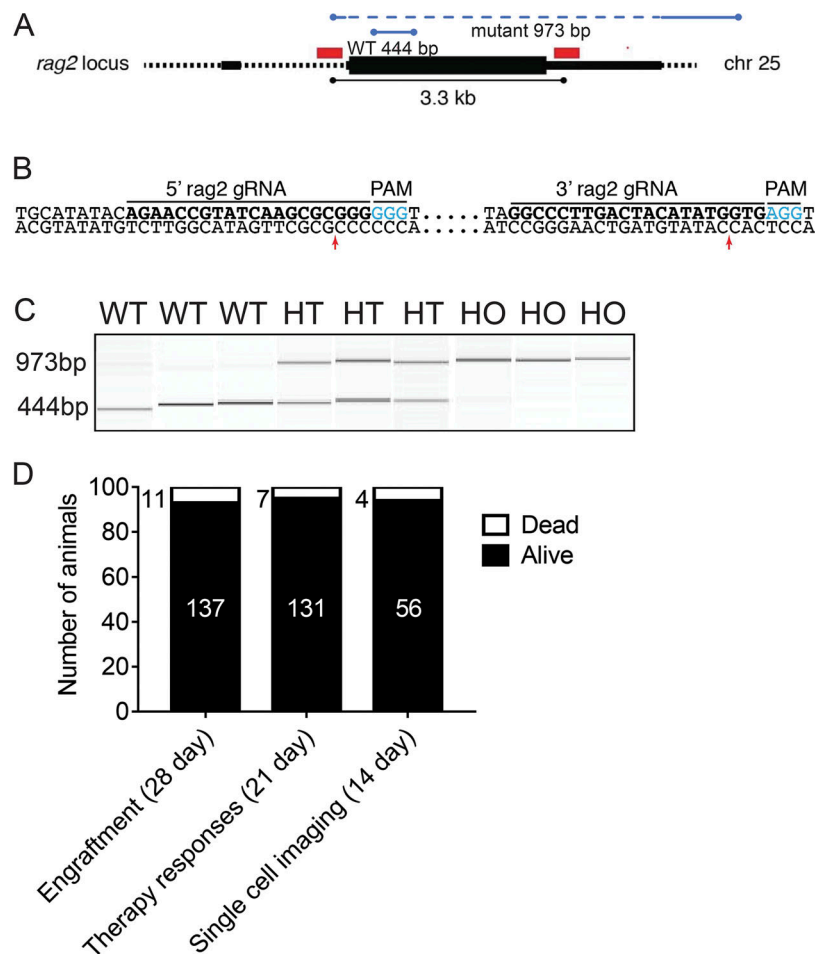 A
mutant 973 bp
WT 444 bp
rag2 locus
chr 25
3.3 kb
B
5' rag2 gRNA PAM 3' rag2 gRNA PAM
TGCATATACAGAACCGTATCAAGCGCGGGGGGT.....TAGGCCCTTGACTACATATGGTGAGGT
ACGTATATGTCTTGGCATAGTTCGCGCCCCCCA.....ATCCGGGAACTGATGTATACCACTCCA
C
WT WT WT HT HT HT HO HO HO
973bp
444bp
D
Number of animals
100
80
60
40
20
0
11 7 4
137 131 56
Dead
Alive
Engraftment (28 day)
Therapy responses (21 day)
Single cell imaging (14 day)